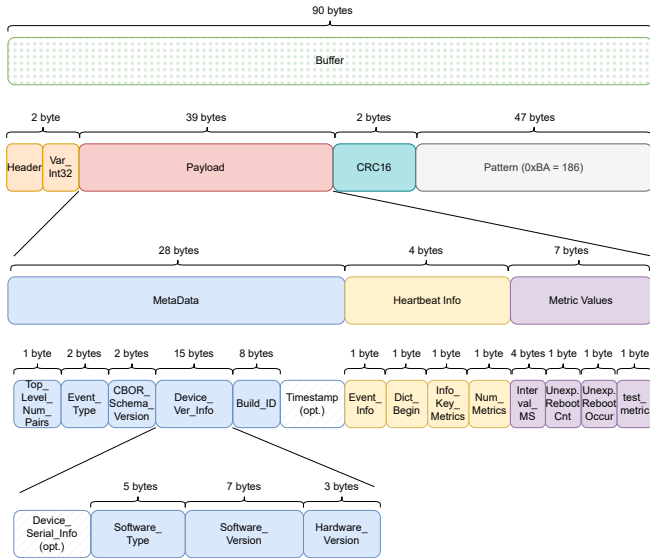 90 bytes
Buffer
2 byte
39 bytes
2 bytes
47 bytes
Header
Var_
Int32
Payload
CRC16
Pattern (0xBA = 186)
28 bytes
4 bytes
7 bytes
MetaData
Heartbeat Info
Metric Values
1 byte
2 bytes
2 bytes
15 bytes
8 bytes
1 byte
1 byte
1 byte
1 byte
4 bytes
1 byte
1 byte
1 byte
Top_
Level_
Num_
Pairs
Event_
Type
CBOR_
Schema_
Version
Device_
Ver_Info
Build_ID
Timestamp
(opt.)
Event_
Info
Dict_
Begin
Info_
Key_
Metrics
Num_
Metrics
Inter
val_
MS
Unexp.
Reboot
Cnt
Unexp.
Reboot
Occur
test_
metric
5 bytes
7 bytes
3 bytes
Device_
Serial_Info
(opt.)
Software_
Type
Software_
Version
Hardware_
Version